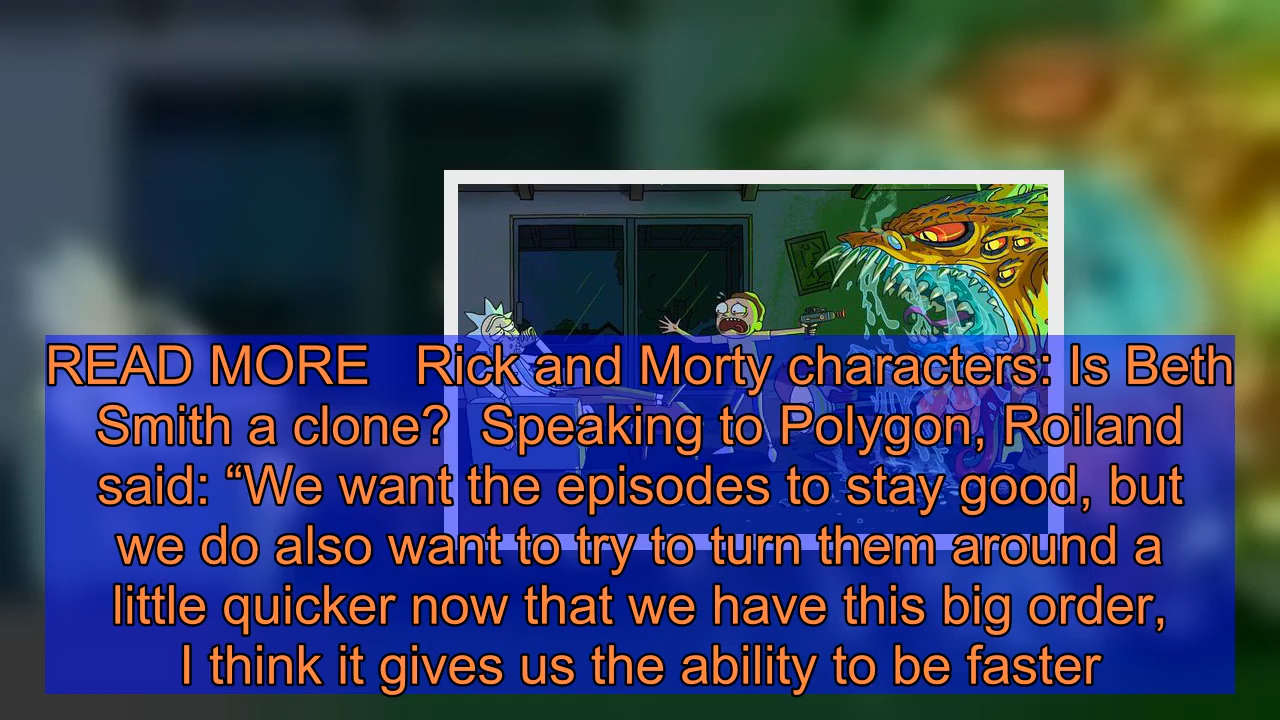 READ MORE   Rick and Morty characters: Is Beth
Smith a clone?  Speaking to Polygon, Roiland
said: “We want the episodes to stay good, but
we do also want to try to turn them around a
little quicker now that we have this big order,
I think it gives us the ability to be faster